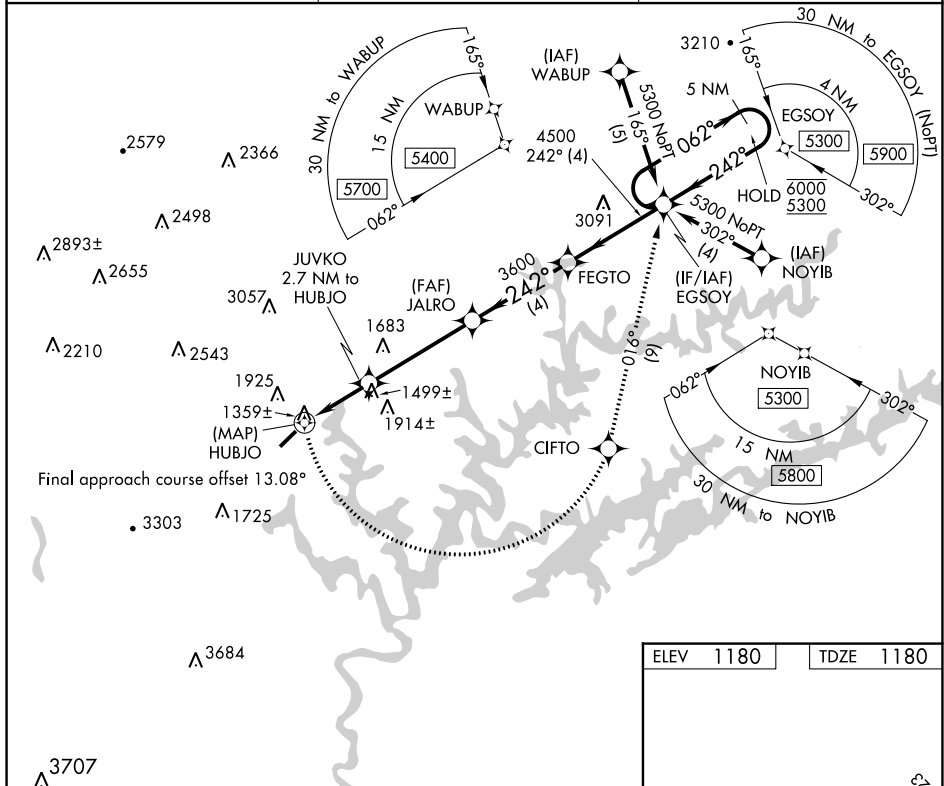 30 NM to WABUP
165°
WABUP
15 NM
5400
5700
062°
(IAF)
WABUP
5300 NoPT
165°
(5)
3210
165°
30 NM to EGSOY (NoPT)
4 NM
EGSOY
5300
5900
302°
5 NM
062°
242°
HOLD
6000
5300
4500
242° (4)
2579
2366
2498
2893±
2655
3057
2210
2543
3091
5300 NoPT
302°
(4)
(IAF)
NOYIB
(IF/IAF)
EGSOY
FEGTO
3600
242°
(4)
(FAF)
JALRO
JUVKO
2.7 NM to
HUBJO
1683
1925
1499±
1359±
1914±
(MAP)
HUBJO
016°
(6)
CIFTO
NOYIB
062°
5300
302°
15 NM
5800
30 NM to NOYIB
Final approach course offset 13.08°
1725
3303
3684
3707
ELEV 1180
TDZE 1180